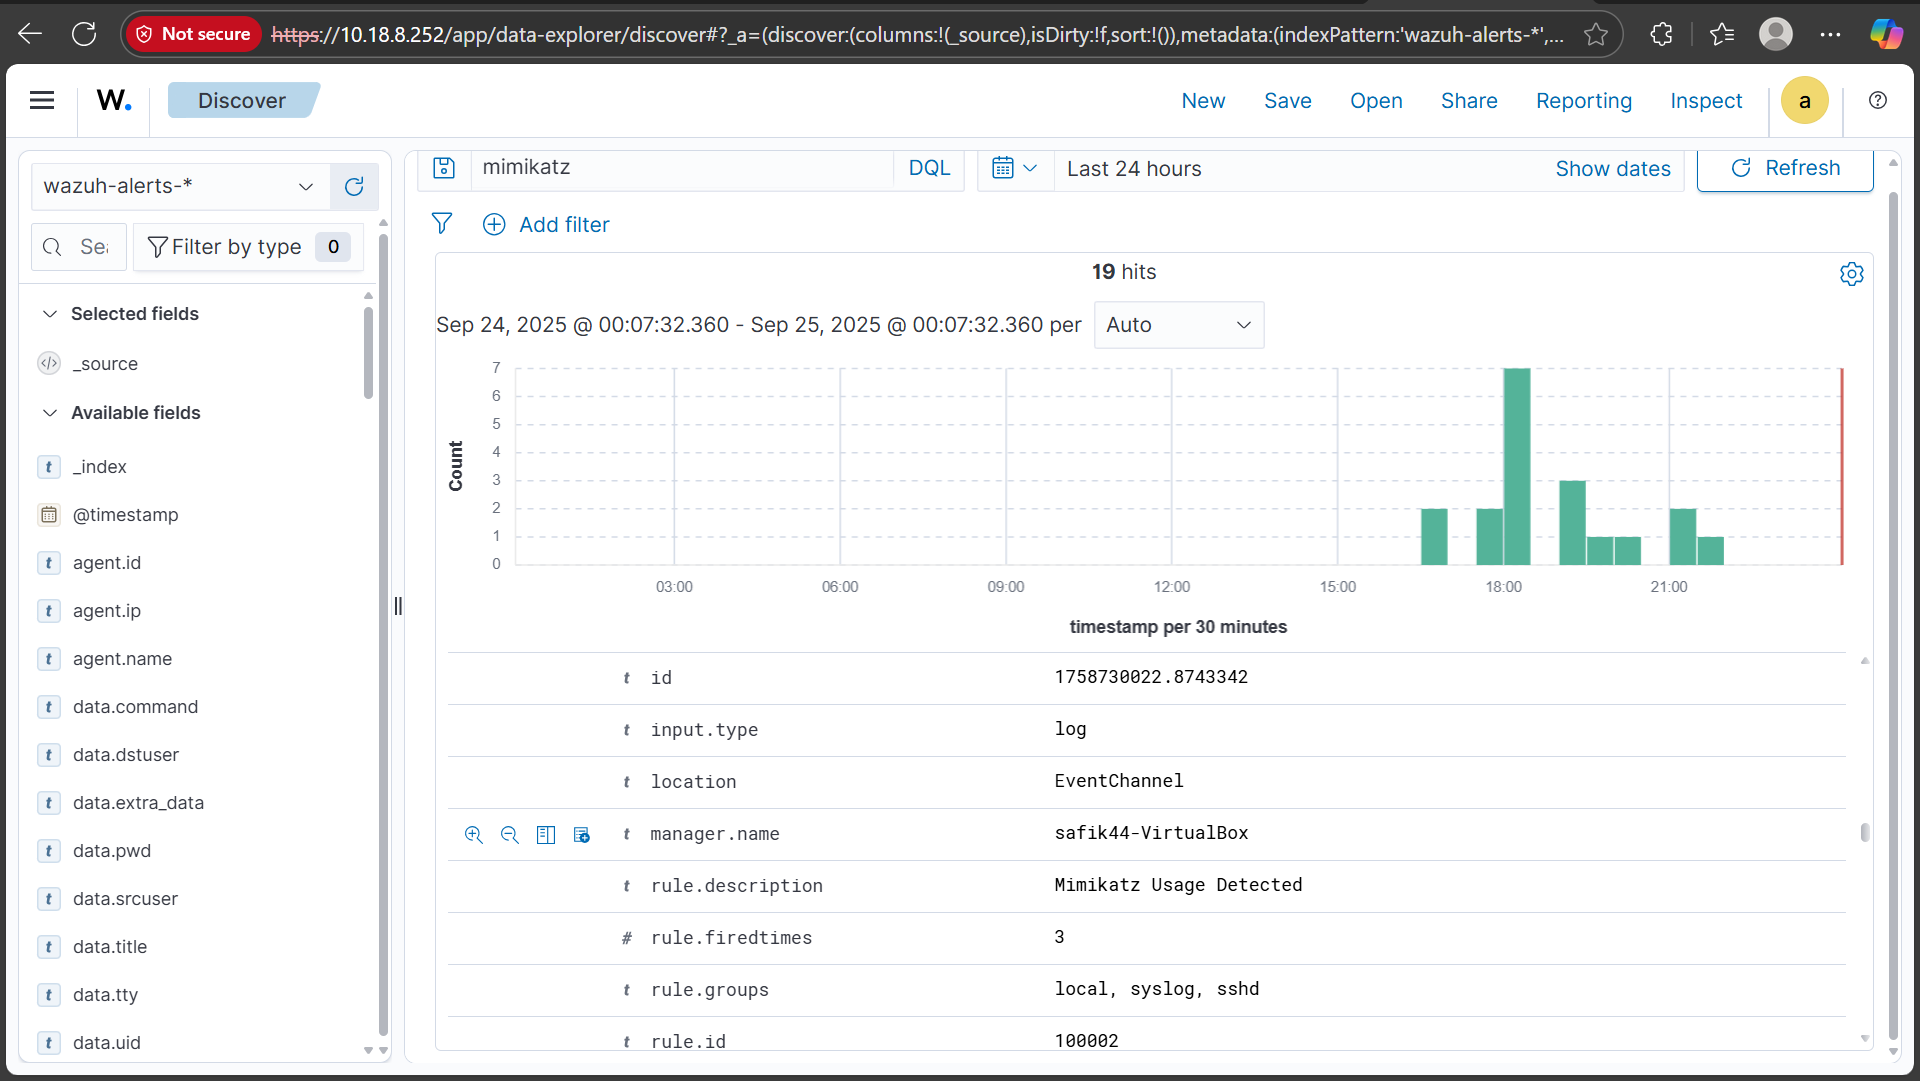 Not secure https://10.18.8.252/app/data-explorer/discover#?_a=(discover:(columns:!(_source),isDirty:!f,sort:!()),metadata:(indexPattern:'wazuh-alerts-*',...
W. Discover New Save Open Share Reporting Inspect a
wazuh-alerts-*
Filter by type 0
Selected fields
_source
Available fields
_index
@timestamp
agent.id
agent.ip
agent.name
data.command
data.dstuser
data.extra_data
data.pwd
data.srcuser
data.title
data.tty
data.uid
mimikatz DQL Last 24 hours Show dates Refresh
Add filter
19 hits
Sep 24, 2025 @ 00:07:32.360 - Sep 25, 2025 @ 00:07:32.360 per Auto
Count
7
6
5
4
3
2
1
0
03:00 06:00 09:00 12:00 15:00 18:00 21:00
timestamp per 30 minutes
t id 1758730022.8743342
t input.type log
t location EventChannel
t manager.name safik44-VirtualBox
t rule.description Mimikatz Usage Detected
# rule.firedtimes 3
t rule.groups local, syslog, sshd
t rule.id 100002